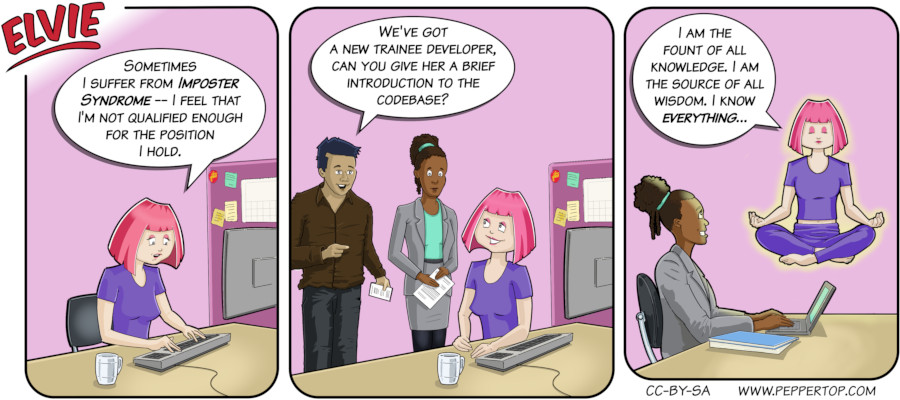 ELVIE
Sometimes
I suffer from Imposter
Syndrome -- I feel that
I'm not qualified enough
for the position
I hold.
We've got
a new trainee developer,
can you give her a brief
introduction to the
codebase?
I am the
fount of all
knowledge. I am
the source of all
wisdom. I know
everything...
CC-BY-SA
www.peppertop.com